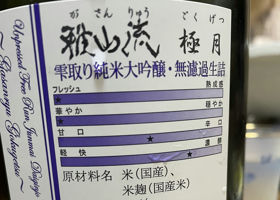 がさんりゅう ごくげつ
雅山流 極月
雫取り純米大吟醸・無濾過生詰
フレッシュ 熟成感
★
華やか 穏やか
★
甘口 辛口
★
軽快 濃醇
原材料名 米(国産)、
米麹(国産米)
Unpressed Free Run Junmai Daiginjo
Gasanryu Gokugetsu